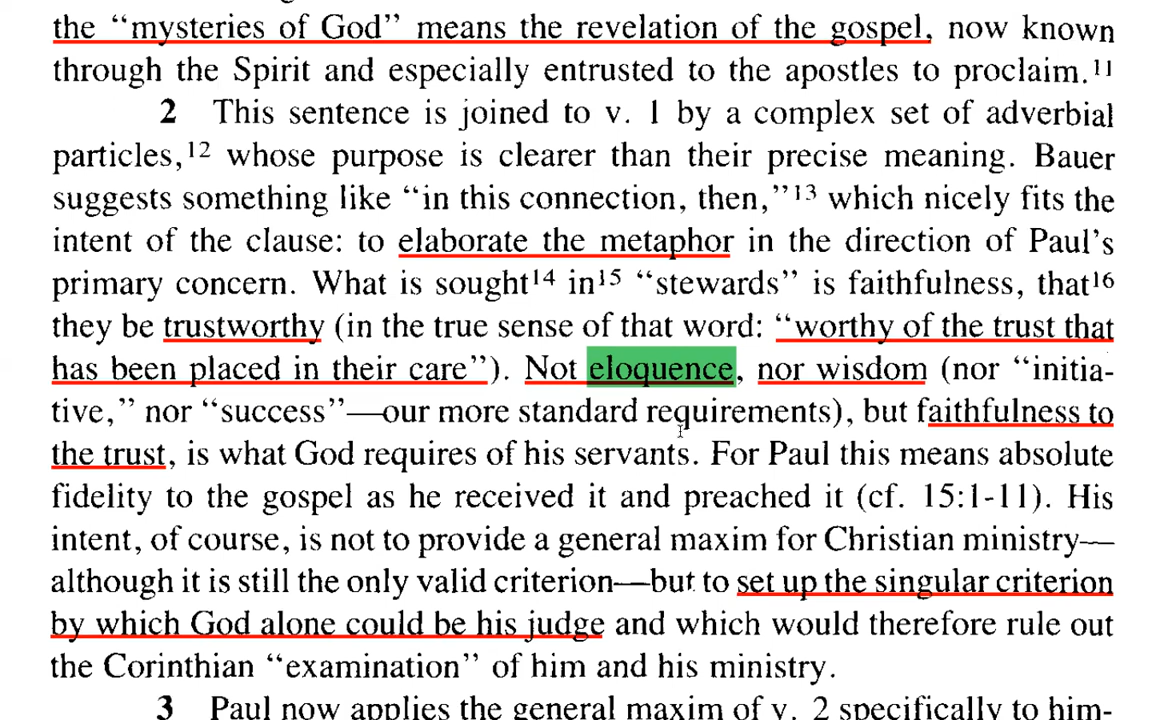 the “mysteries of God” means the revelation of the gospel, now known
through the Spirit and especially entrusted to the apostles to proclaim.11
2 This sentence is joined to v. 1 by a complex set of adverbial
particles,12 whose purpose is clearer than their precise meaning. Bauer
suggests something like “in this connection, then,”13 which nicely fits the
intent of the clause: to elaborate the metaphor in the direction of Paul’s
primary concern. What is sought14 in15 “stewards” is faithfulness, that16
they be trustworthy (in the true sense of that word: “worthy of the trust that
has been placed in their care”). Not eloquence, nor wisdom (nor “initia-
tive,” nor “success”—our more standard requirements), but faithfulness to
the trust, is what God requires of his servants. For Paul this means absolute
fidelity to the gospel as he received it and preached it (cf. 15:1-11). His
intent, of course, is not to provide a general maxim for Christian ministry—
although it is still the only valid criterion—but to set up the singular criterion
by which God alone could be his judge and which would therefore rule out
the Corinthian “examination” of him and his ministry.
3 Paul now applies the general maxim of v. 2 specifically to him-